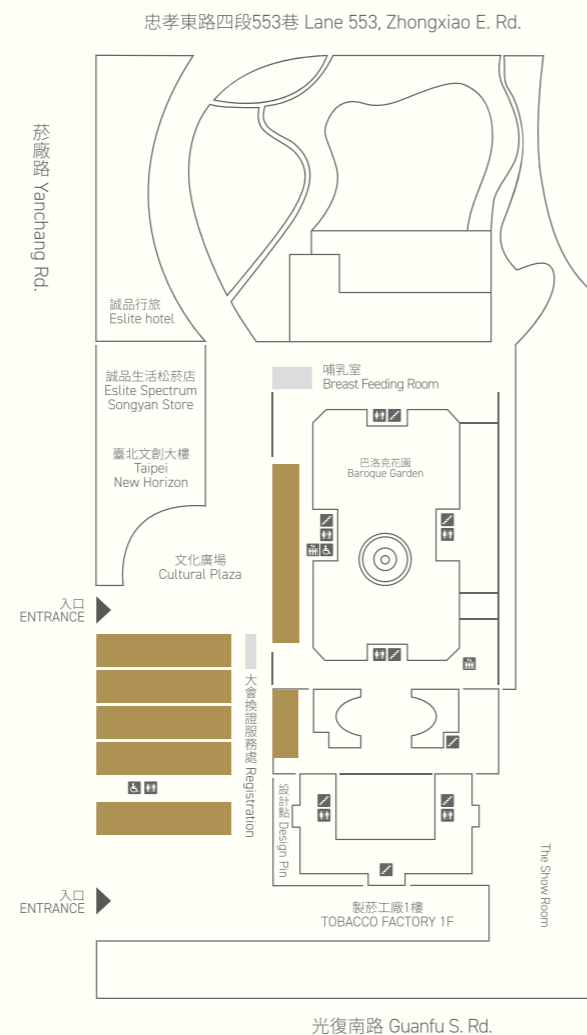 忠孝東路四段553巷 Lane 553, Zhongxiao E. Rd.
菸廠路 Yanchang Rd.
誠品行旅
Eslite hotel
誠品生活松菸店
Eslite Spectrum
Songyan Store
臺北文創大樓
Taipei
New Horizon
哺乳室
Breast Feeding Room
巴洛克花園
Baroque Garden
文化廣場
Cultural Plaza
入口
ENTRANCE
大會換證服務處 Registration
設計點 Design Pin
The Show Room
入口
ENTRANCE
製菸工廠1樓
TOBACCO FACTORY 1F
光復南路 Guanfu S. Rd.